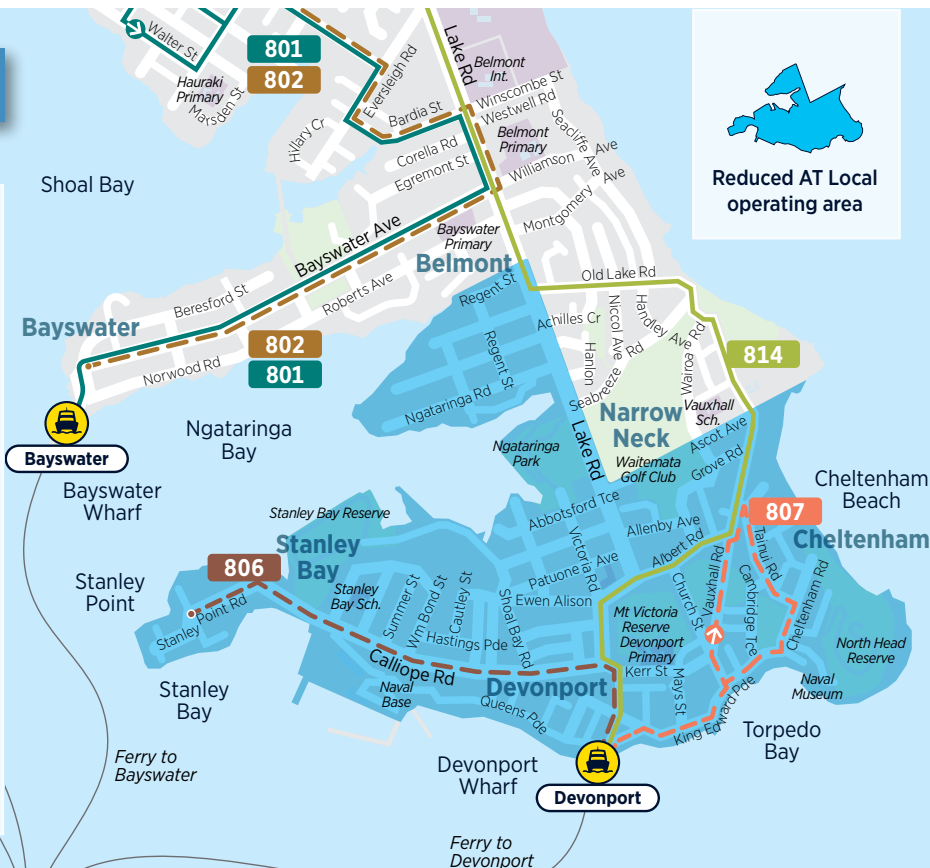 Walter St
801
802
Hauraki
Primary
Marsden St
Eversleigh Rd
Lake Rd
Belmont
Int.
Winscombe St
Westwell Rd
Bardia St
Belmont
Primary
Seacliffe Ave
Hillary Cr
Corella Rd
Egremont St
Williamson Ave
Montgomery Ave
Reduced AT Local
operating area
Shoal Bay
Bayswater Ave
Bayswater
Primary
Belmont
Old Lake Rd
Beresford St
Roberts Ave
Regent St
Bayswater
Achilles Cr
Niccol Ave
Handley Ave
Hanlon
Seabreeze Rd
Wairoa Rd
814
802
801
Norwood Rd
Regent St
Ngataringa Rd
Narrow
Neck
Vauxhall
Sch.
Bayswater
Ngataringa
Bay
Ngataringa
Park
Lake Rd
Waitemata
Golf Club
Ascot Ave
Grove Rd
Bayswater
Wharf
Cheltenham
Beach
Stanley Bay Reserve
Abbotsford Tce
Allenby Ave
807
Stanley
Bay
Victoria Rd
Albert Rd
Tainui Rd
Cheltenham
806
Stanley
Point
Stanley
Bay Sch.
Patuone Ave
Ewen Alison
Summer St
Wm Bond St
Cautley St
Shoal Bay Rd
Church St
Vauxhall Rd
Cambridge Tce
Cheltenham Rd
Stanley Point Rd
Hastings Pde
Mt Victoria
Reserve
Devonport
Primary
North Head
Reserve
Calliope Rd
Kerr St
Mays St
Naval
Museum
Stanley
Bay
Naval
Base
Devonport
Queens Pde
King Edward Pde
Torpedo
Bay
Ferry to
Bayswater
Devonport
Wharf
Devonport
Ferry to
Devonport